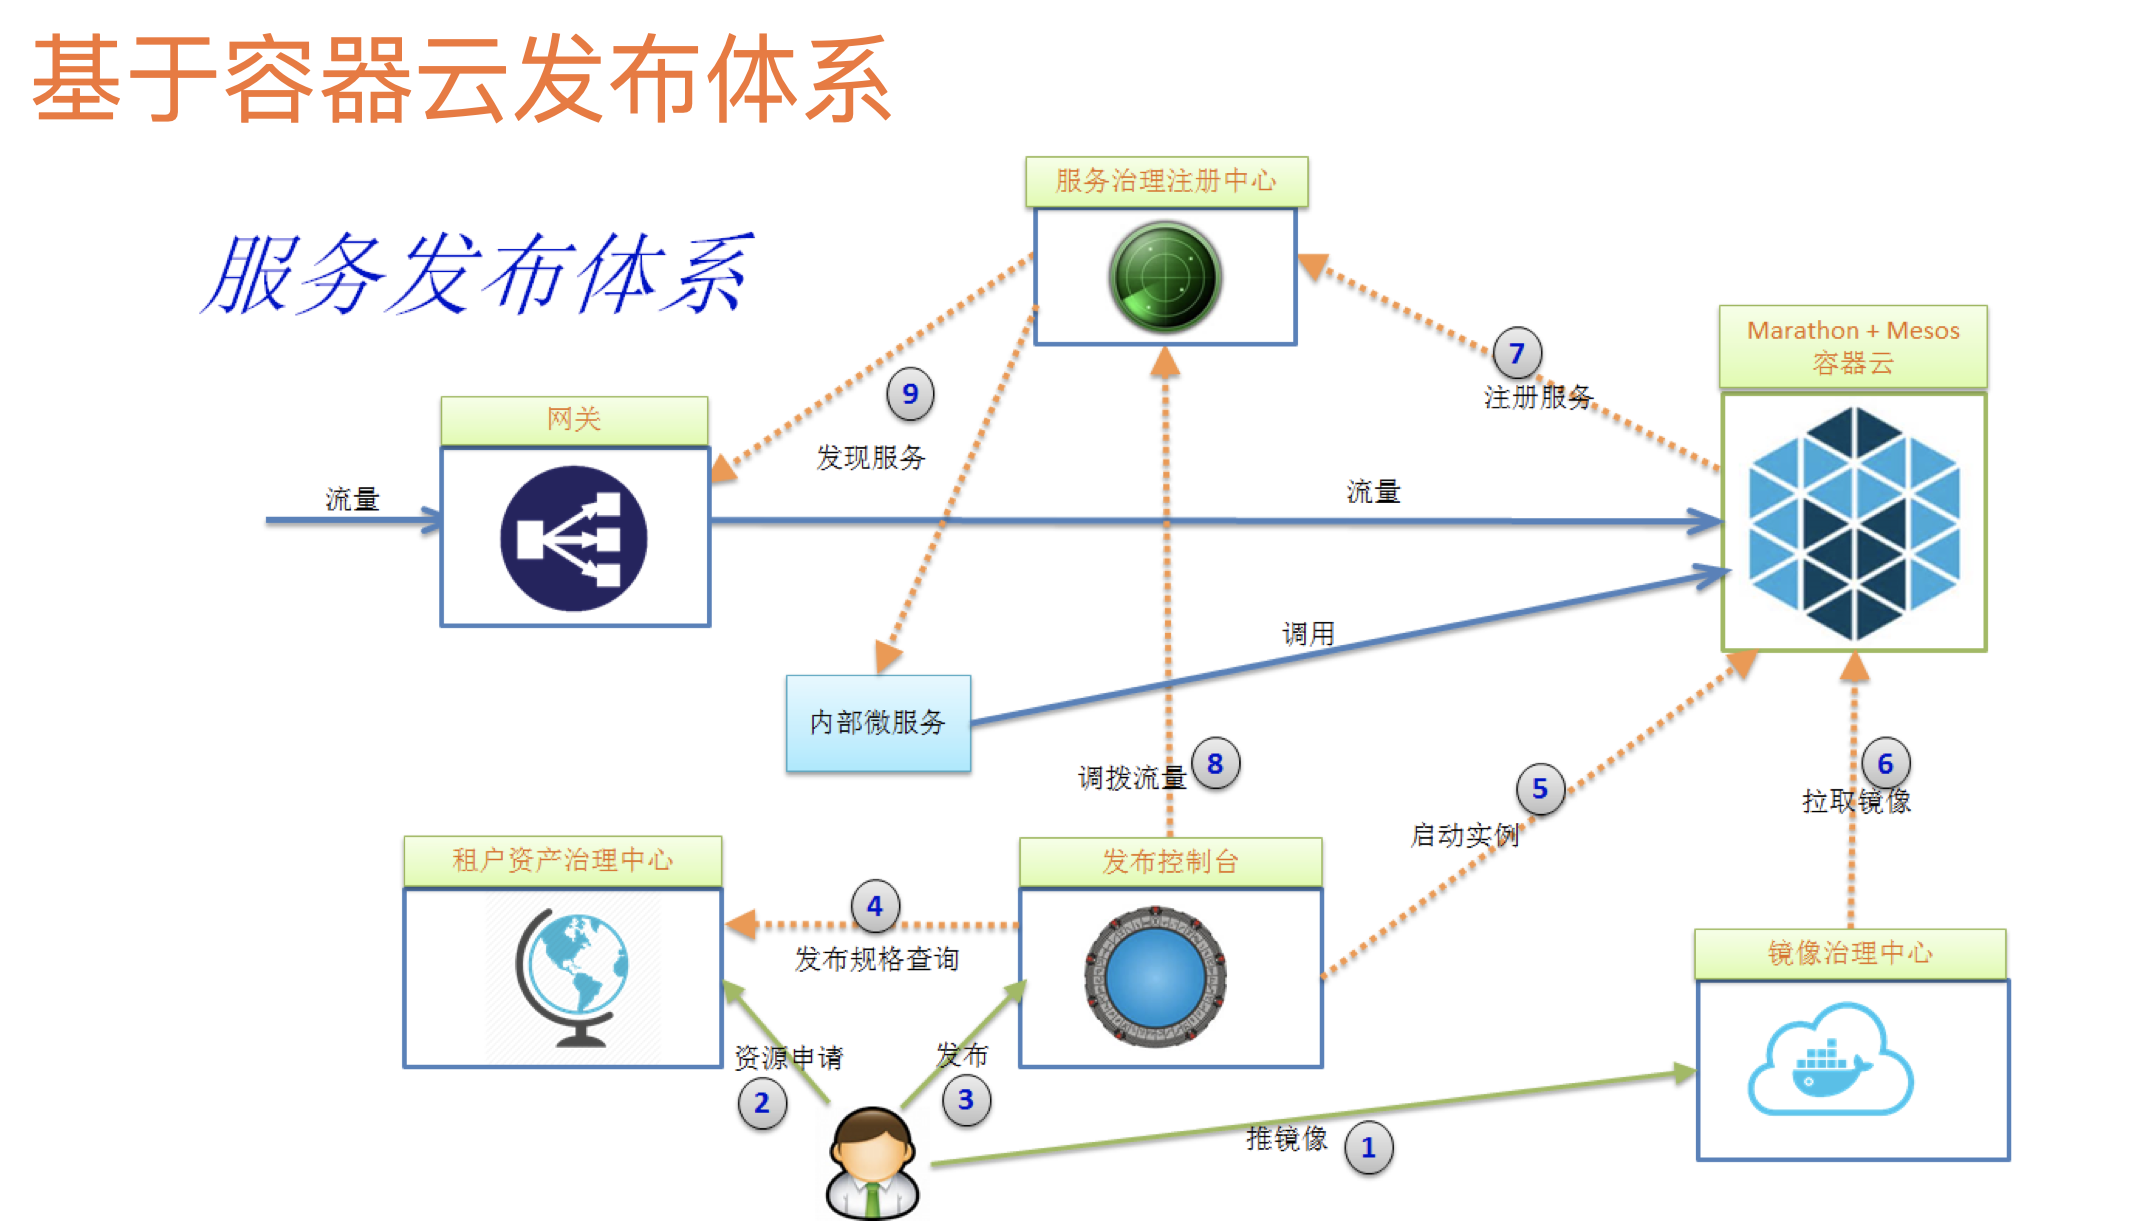 基于容器云发布体系
服务发布体系
服务治理注册中心
Marathon + Mesos
容器云
7
注册服务
9
发现服务
网关
流量
流量
调用
内部微服务
调拨流量
8
5
启动实例
6
拉取镜像
租户资产治理中心
4
发布规格查询
发布控制台
镜像治理中心
资源申请
2
发布
3
推镜像
1